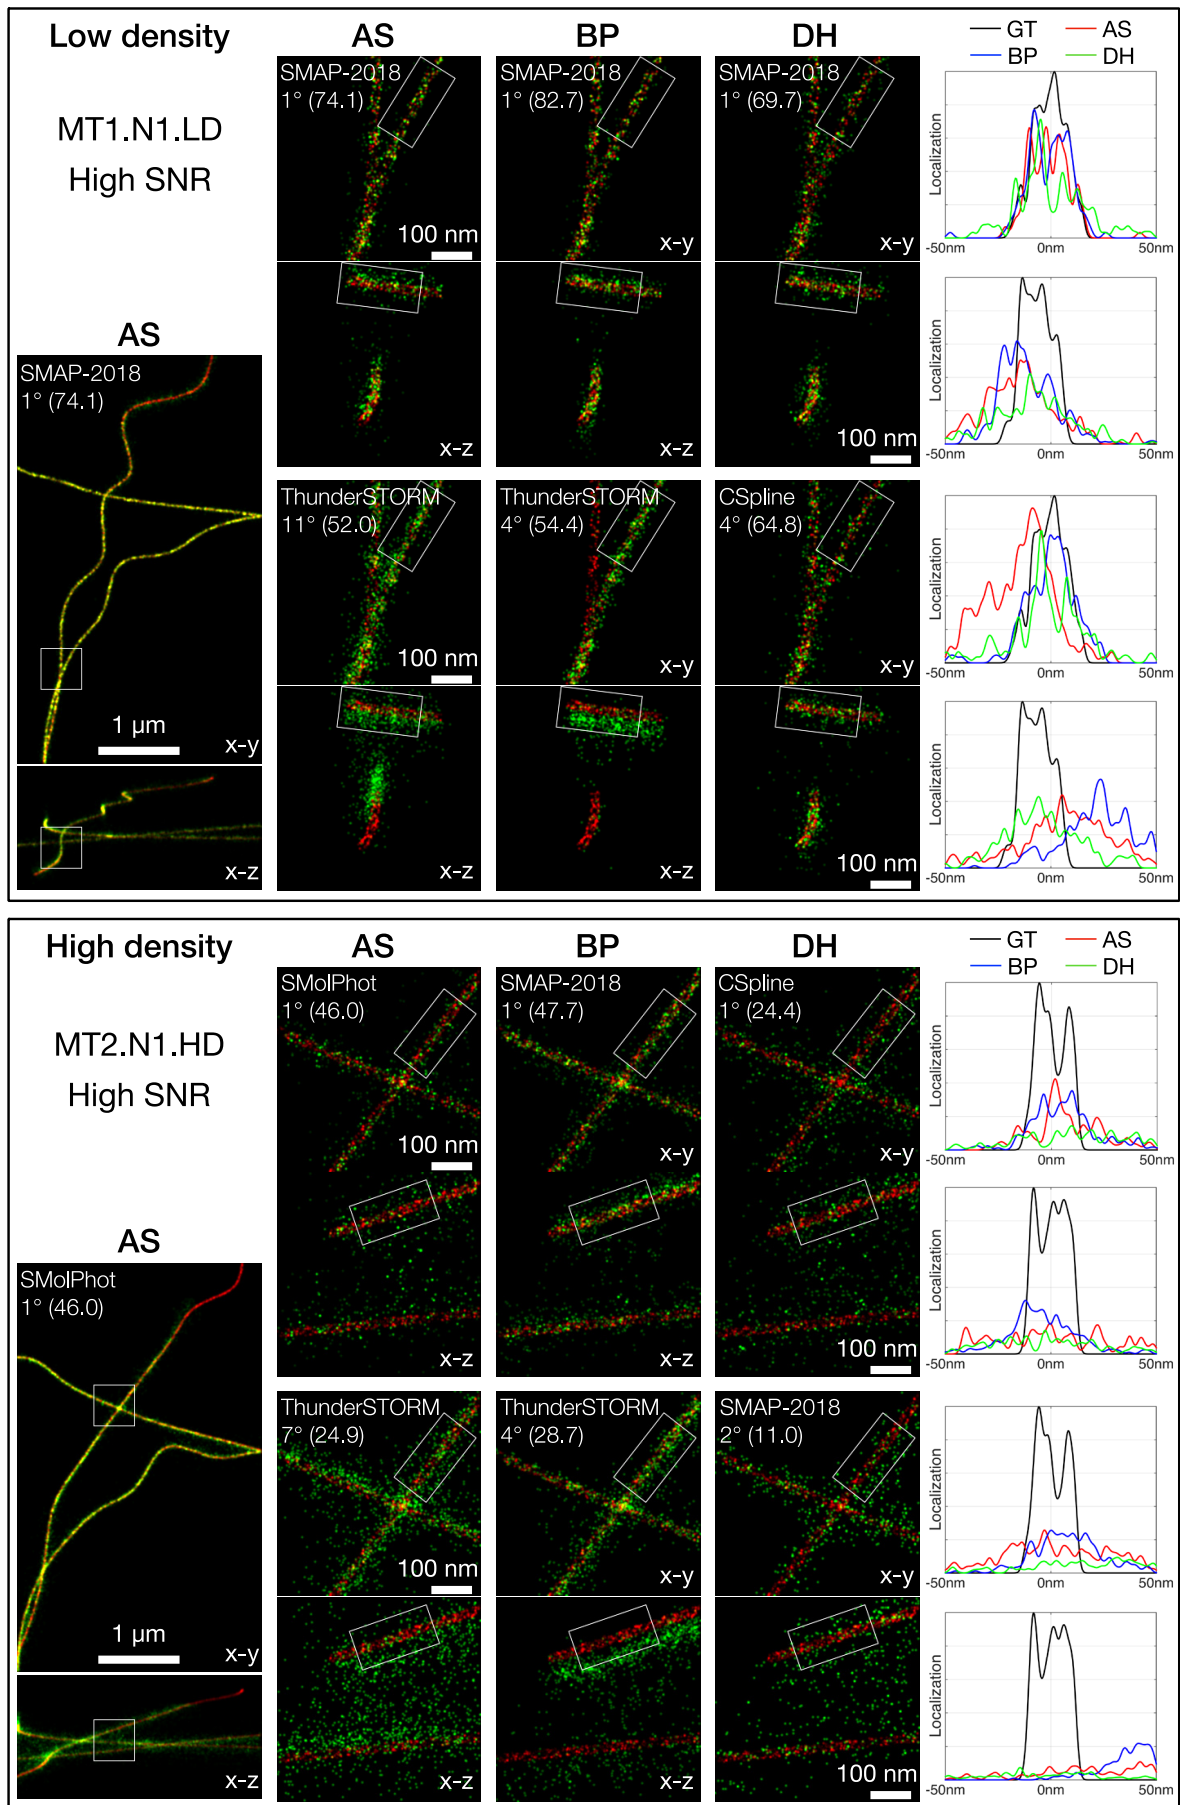 Low density
MT1.N1.LD
High SNR
AS
BP
DH
GT
AS
BP
DH
SMAP-2018
1° (74.1)
100 nm
SMAP-2018
1° (82.7)
x-y
SMAP-2018
1° (69.7)
x-y
Localization
-50nm
0nm
50nm
x-z
x-z
100 nm
x-z
Localization
-50nm
0nm
50nm
AS
SMAP-2018
1° (74.1)
1 µm
x-y
x-z
ThunderSTORM
11° (52.0)
100 nm
ThunderSTORM
4° (54.4)
x-y
CSpline
4° (64.8)
x-y
Localization
-50nm
0nm
50nm
x-z
x-z
100 nm
x-z
Localization
-50nm
0nm
50nm
High density
MT2.N1.HD
High SNR
AS
BP
DH
GT
AS
BP
DH
SMolPhot
1° (46.0)
100 nm
x-y
SMAP-2018
1° (47.7)
x-y
CSpline
1° (24.4)
x-y
Localization
-50nm
0nm
50nm
x-z
x-z
100 nm
x-z
Localization
-50nm
0nm
50nm
AS
SMolPhot
1° (46.0)
1 µm
x-y
x-z
ThunderSTORM
7° (24.9)
100 nm
x-y
ThunderSTORM
4° (28.7)
x-y
SMAP-2018
2° (11.0)
x-y
Localization
-50nm
0nm
50nm
x-z
x-z
100 nm
x-z
Localization
-50nm
0nm
50nm